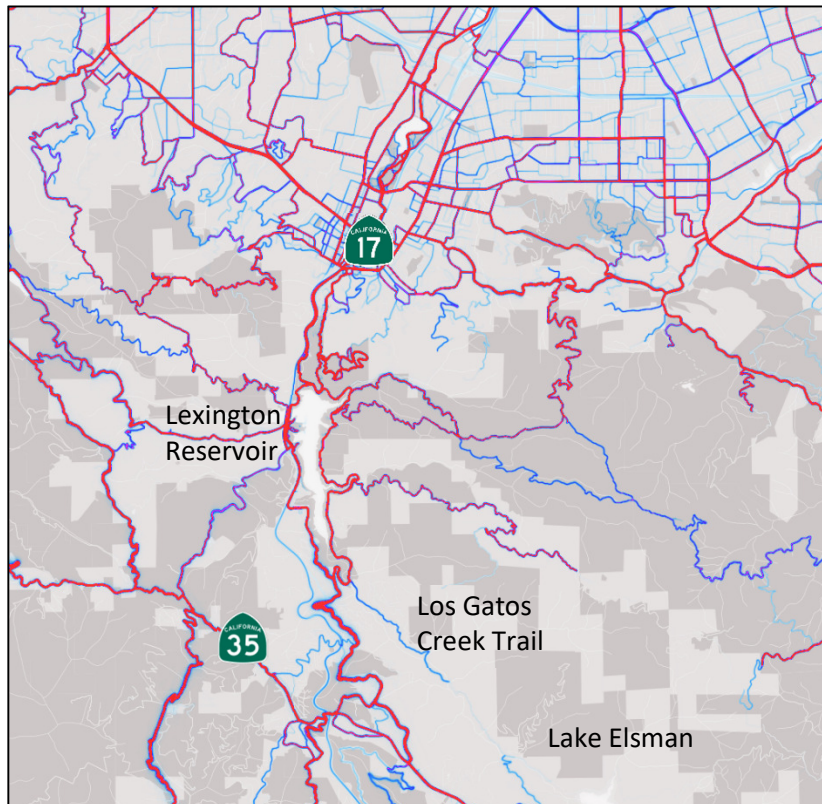 CALIFORNIA
17
Lexington
Reservoir
Los Gatos
Creek Trail
CALIFORNIA
35
Lake Elsman